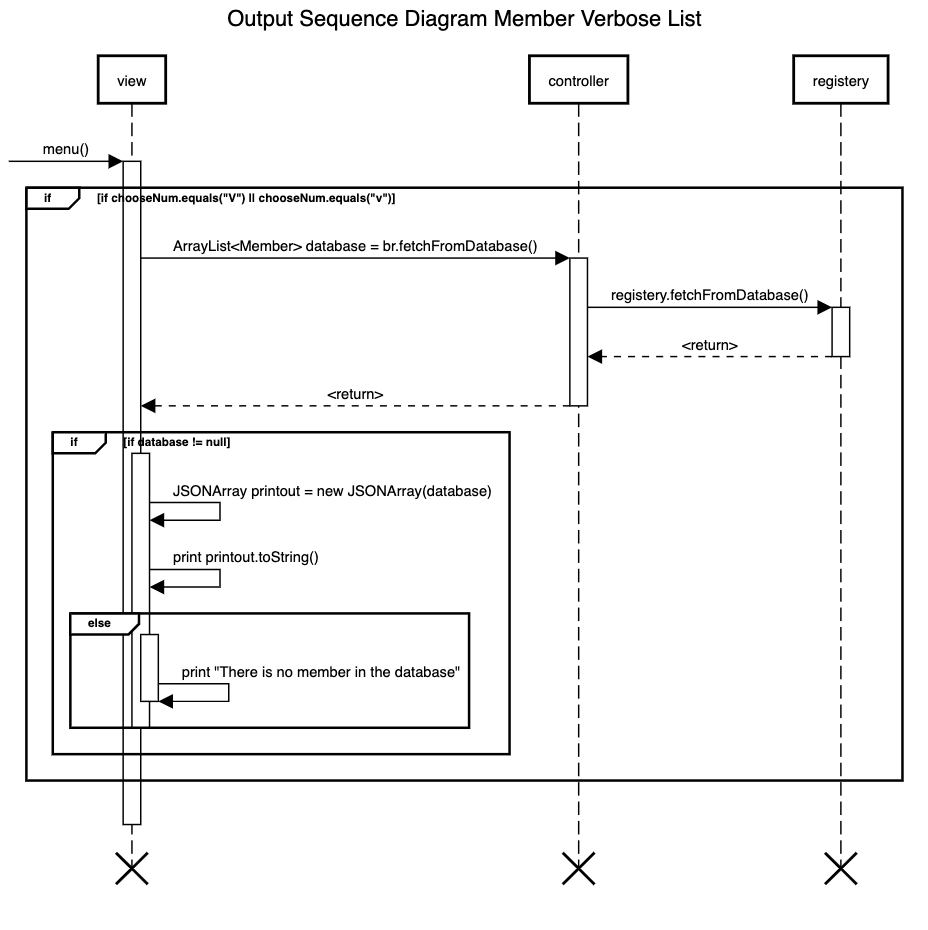 Output Sequence Diagram Member Verbose List
view
controller
registery
menu()
if
[if chooseNum.equals("V") || chooseNum.equals("v")]
ArrayList<Member> database = br.fetchFromDatabase()
registery.fetchFromDatabase()
<return>
<return>
if
[if database != null]
JSONArray printout = new JSONArray(database)
print printout.toString()
else
print "There is no member in the database"